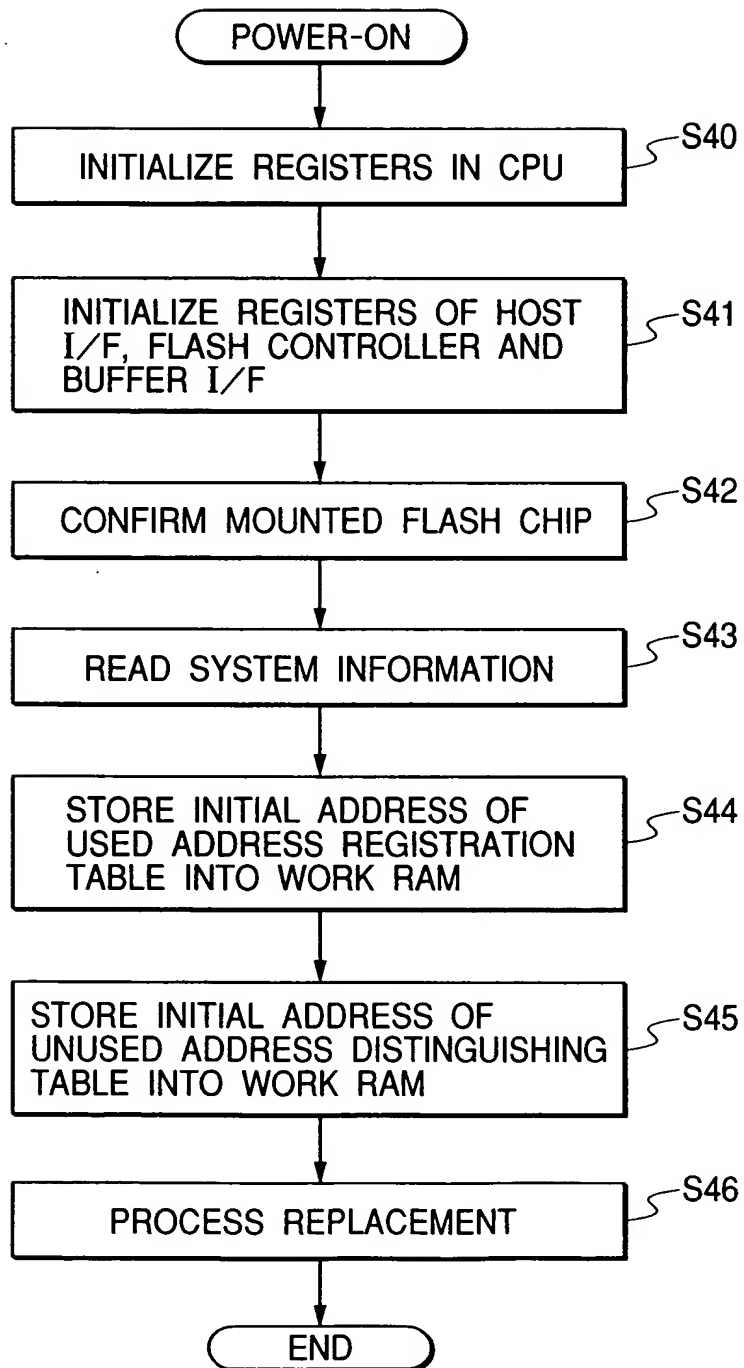 POWER-ON
INITIALIZE REGISTERS IN CPU
S40
INITIALIZE REGISTERS OF HOST
I/F, FLASH CONTROLLER AND
BUFFER I/F
S41
CONFIRM MOUNTED FLASH CHIP
S42
READ SYSTEM INFORMATION
S43
STORE INITIAL ADDRESS OF
USED ADDRESS REGISTRATION
TABLE INTO WORK RAM
S44
STORE INITIAL ADDRESS OF
UNUSED ADDRESS DISTINGUISHING
TABLE INTO WORK RAM
S45
PROCESS REPLACEMENT
S46
END